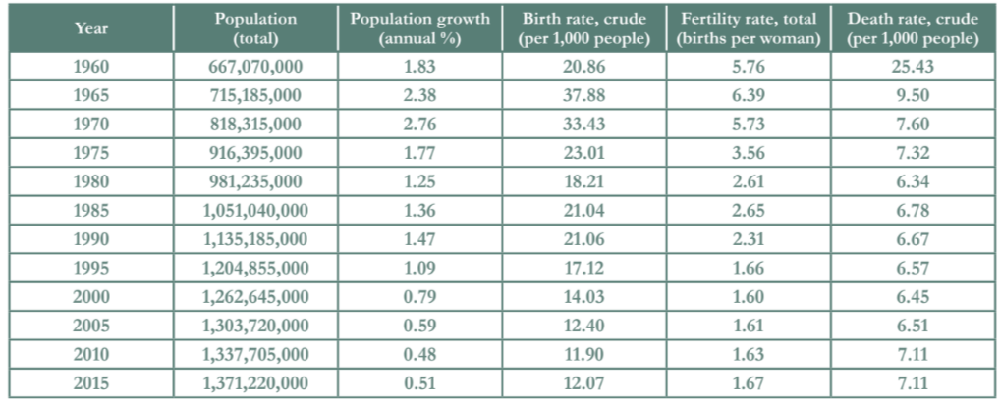 Year Population (total) Population growth (annual %) Birth rate, crude (per 1,000 people) Fertility rate, total (births per woman) Death rate, crude (per 1,000 people)
1960 667,070,000 1.83 20.86 5.76 25.43
1965 715,185,000 2.38 37.88 6.39 9.50
1970 818,315,000 2.76 33.43 5.73 7.60
1975 916,395,000 1.77 23.01 3.56 7.32
1980 981,235,000 1.25 18.21 2.61 6.34
1985 1,051,040,000 1.36 21.04 2.65 6.78
1990 1,135,185,000 1.47 21.06 2.31 6.67
1995 1,204,855,000 1.09 17.12 1.66 6.57
2000 1,262,645,000 0.79 14.03 1.60 6.45
2005 1,303,720,000 0.59 12.40 1.61 6.51
2010 1,337,705,000 0.48 11.90 1.63 7.11
2015 1,371,220,000 0.51 12.07 1.67 7.11